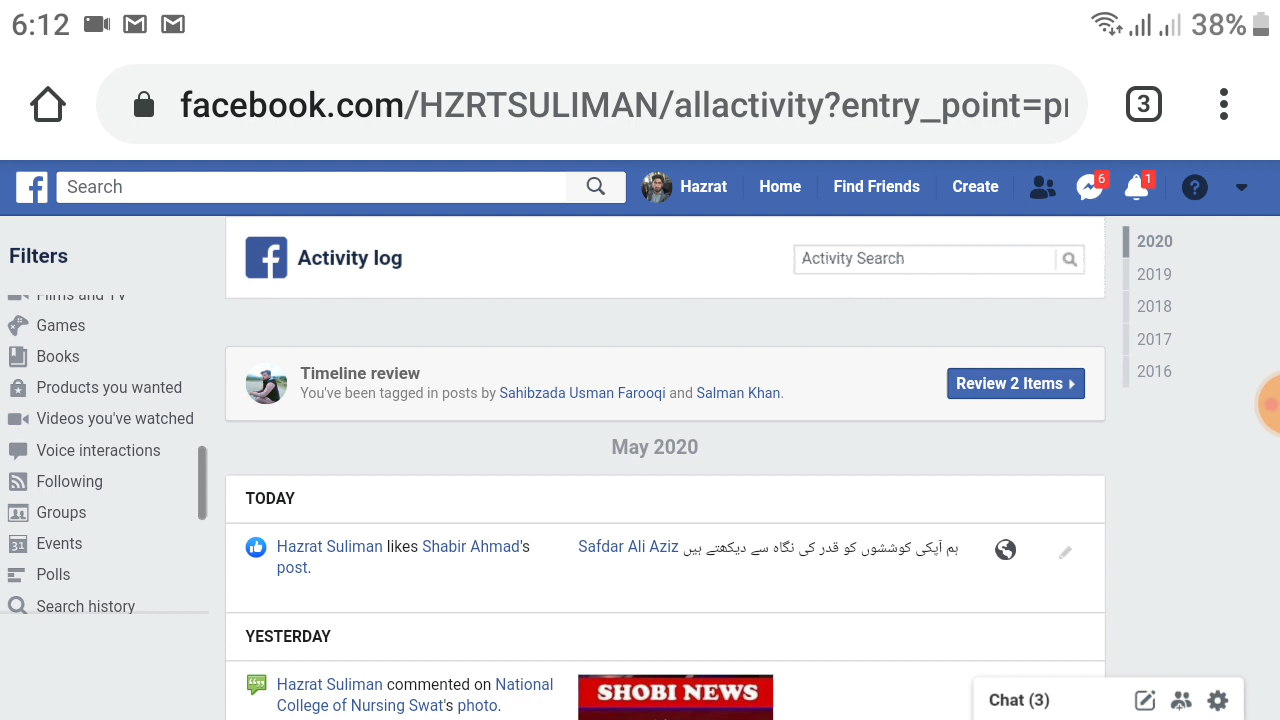 6:12
38%
facebook.com/HZRTSULIMAN/allactivity?entry_point=pr
3
Search
Hazrat
Home
Find Friends
Create
6
1
Filters
Activity log
Activity Search
2020
2019
2018
2017
2016
Films and TV
Games
Books
Products you wanted
Videos you've watched
Voice interactions
Following
Groups
Events
31
Polls
Search history
Timeline review
You've been tagged in posts by Sahibzada Usman Farooqi and Salman Khan.
Review 2 Items
May 2020
TODAY
Hazrat Suliman likes Shabir Ahmad's
post.
Safdar Ali Aziz ہم آپکی کوششوں کو قدر کی نگاہ سے دیکھتے ہیں
YESTERDAY
Hazrat Suliman commented on National
College of Nursing Swat's photo.
SHOBI NEWS
Chat (3)